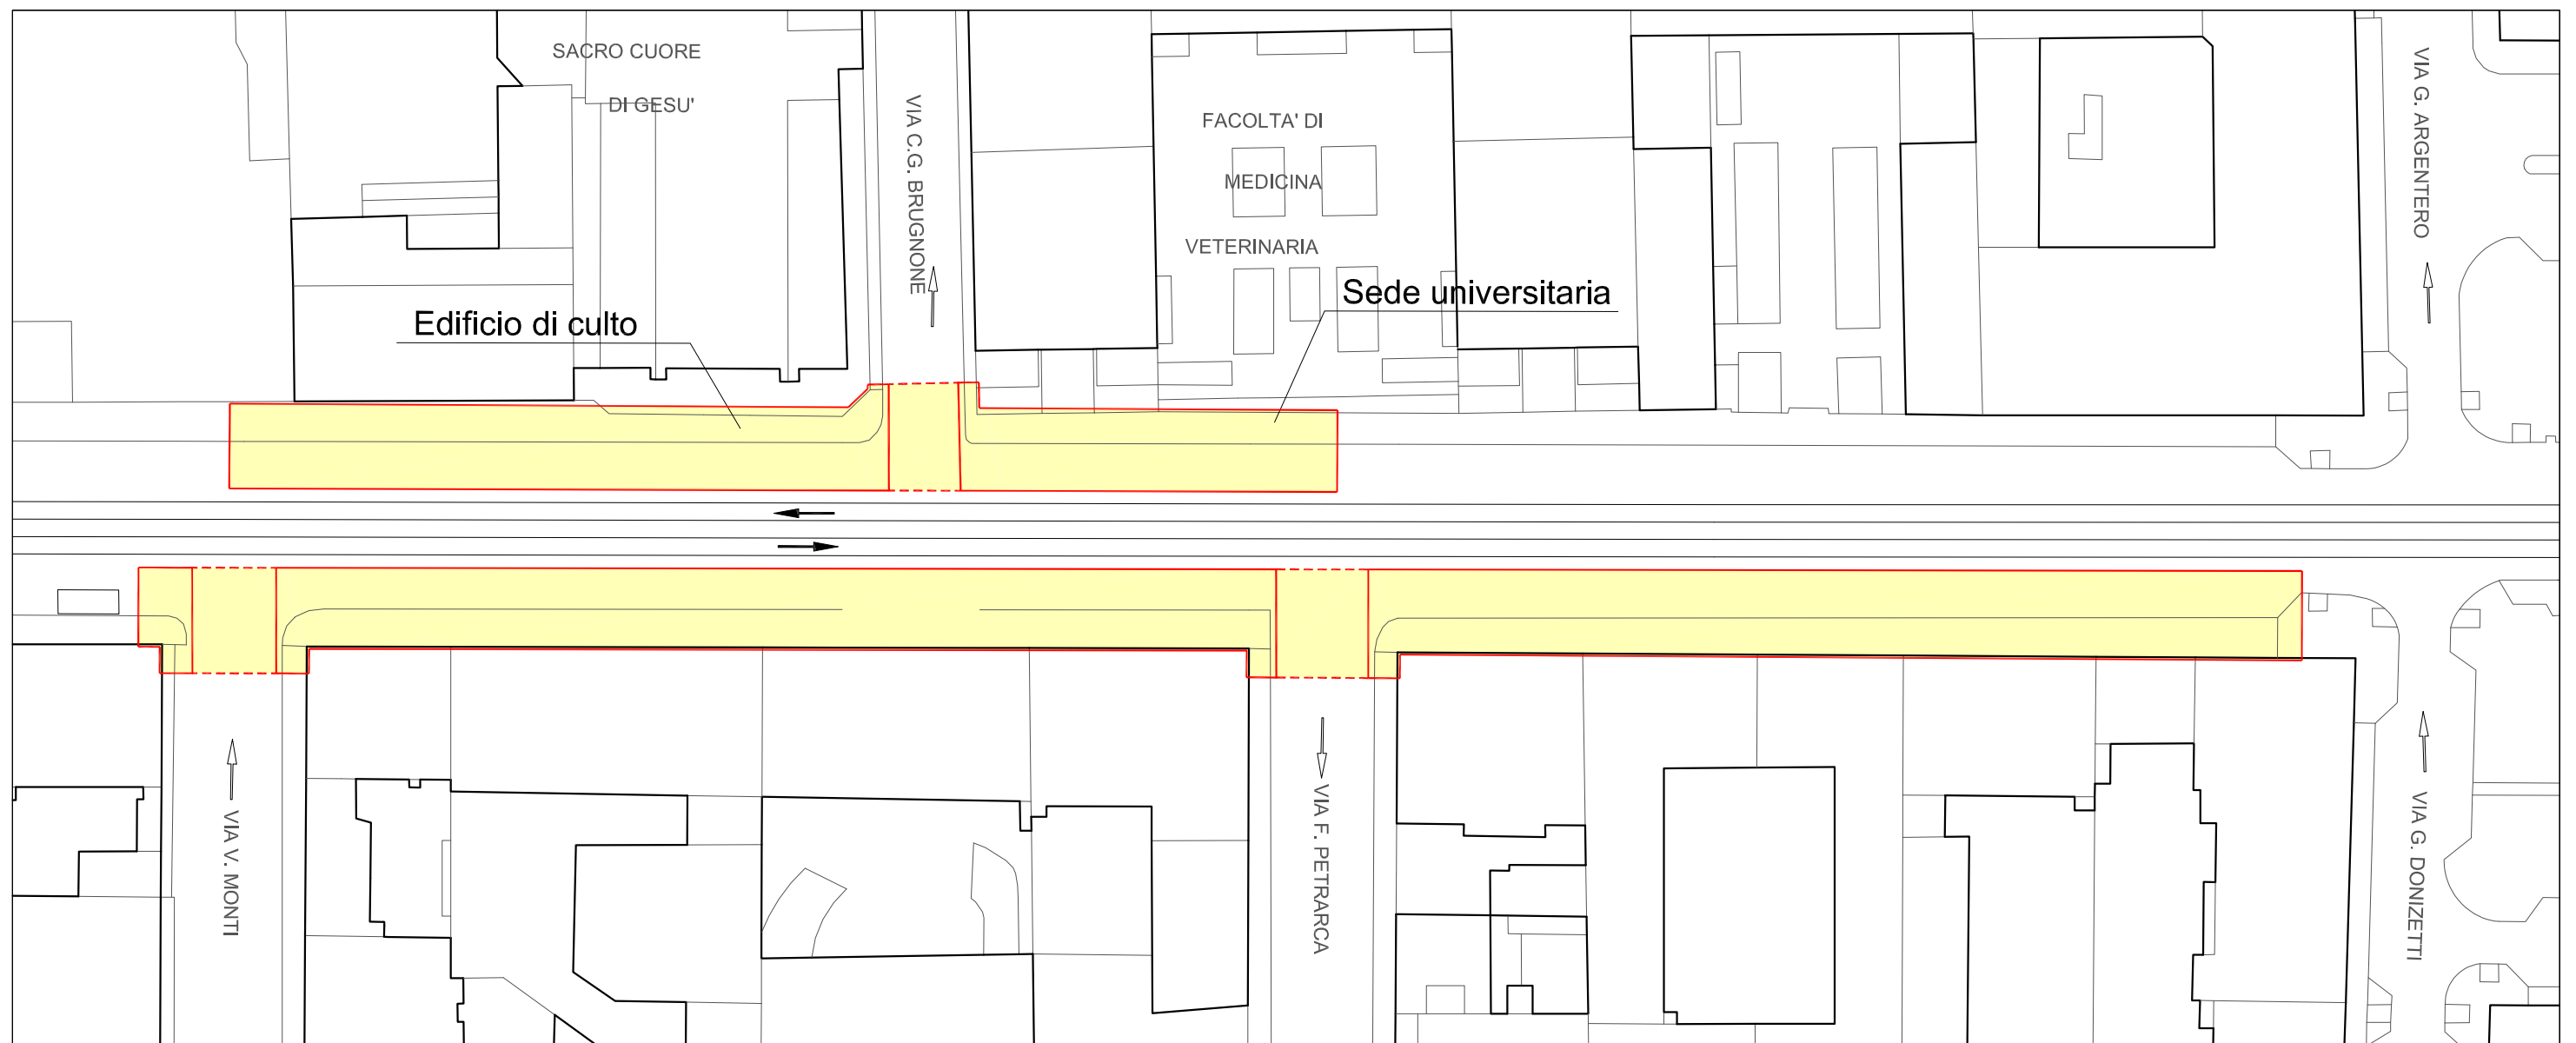 SACRO CUORE
DI GESU'
VIA C.G. BRUGNONE
FACOLTA' DI
MEDICINA
VETERINARIA
VIA G. ARGENTERO
Edificio di culto
Sede universitaria
VIA V. MONTI
VIA F. PETRARCA
VIA G. DONIZETTI